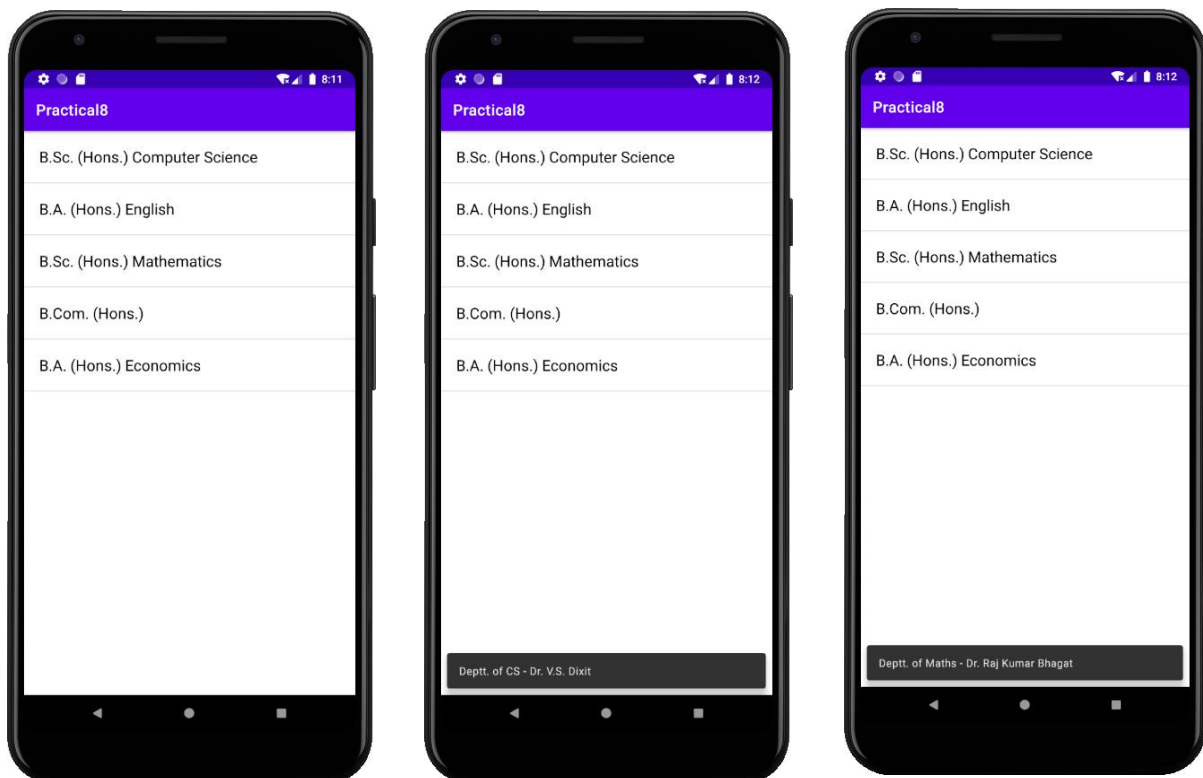 8:11
Practical8
B.Sc. (Hons.) Computer Science
B.A. (Hons.) English
B.Sc. (Hons.) Mathematics
B.Com. (Hons.)
B.A. (Hons.) Economics
8:12
Practical8
B.Sc. (Hons.) Computer Science
B.A. (Hons.) English
B.Sc. (Hons.) Mathematics
B.Com. (Hons.)
B.A. (Hons.) Economics
Deptt. of CS - Dr. V.S. Dixit
8:12
Practical8
B.Sc. (Hons.) Computer Science
B.A. (Hons.) English
B.Sc. (Hons.) Mathematics
B.Com. (Hons.)
B.A. (Hons.) Economics
Deptt. of Maths - Dr. Raj Kumar Bhagat